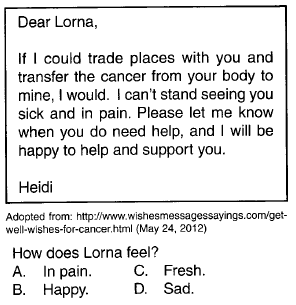 Dear Lorna,
If I could trade places with you and
transfer the cancer from your body to
mine, I would. I can't stand seeing you
sick and in pain. Please let me know
when you do need help, and I will be
happy to help and support you.
Heidi
Adopted from: http://www.wishesmessagessayings.com/get-
well-wishes-for-cancer.html (May 24, 2012)
How does Lorna feel?
A. In pain. C. Fresh.
B. Happy. D. Sad.